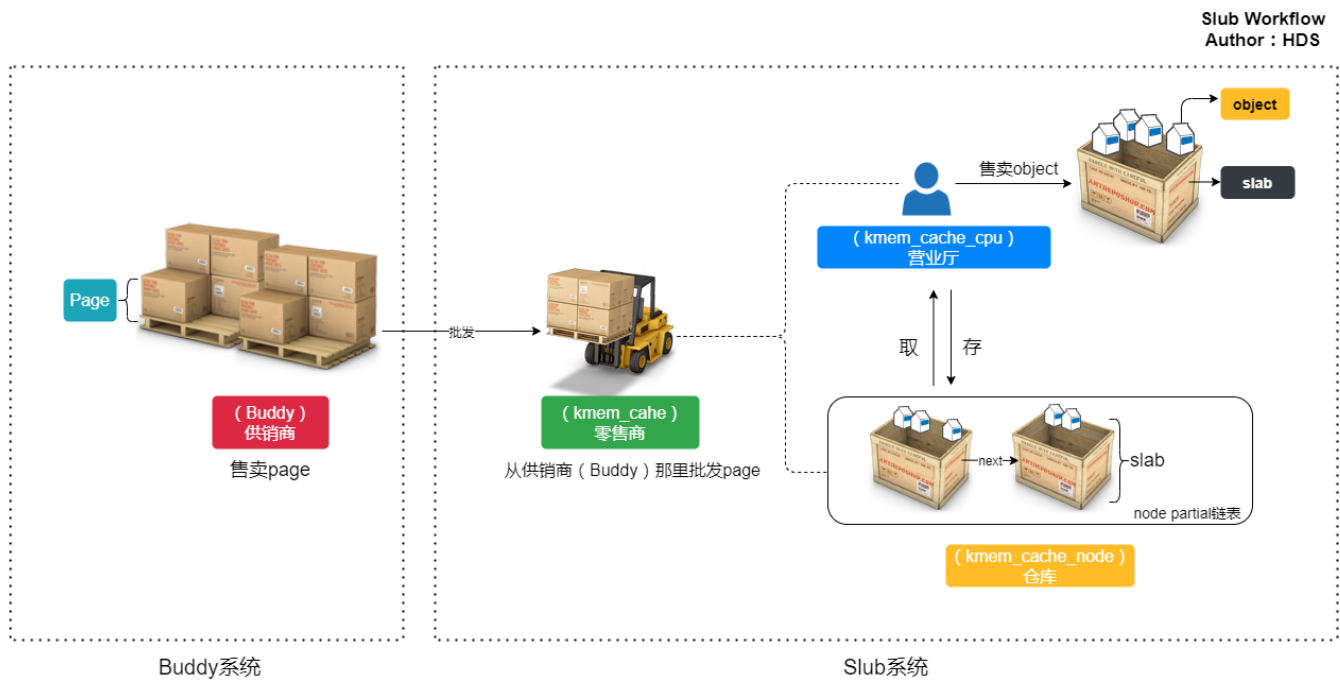 Slub Workflow
Author：HDS
object
slab
售卖object
（kmem_cache_cpu）
营业厅
Page
批发
取
存
（Buddy）
供销商
售卖page
（kmem_cahe）
零售商
从供销商（Buddy）那里批发page
next
slab
node partial链表
（kmem_cache_node）
仓库
Buddy系统
Slub系统